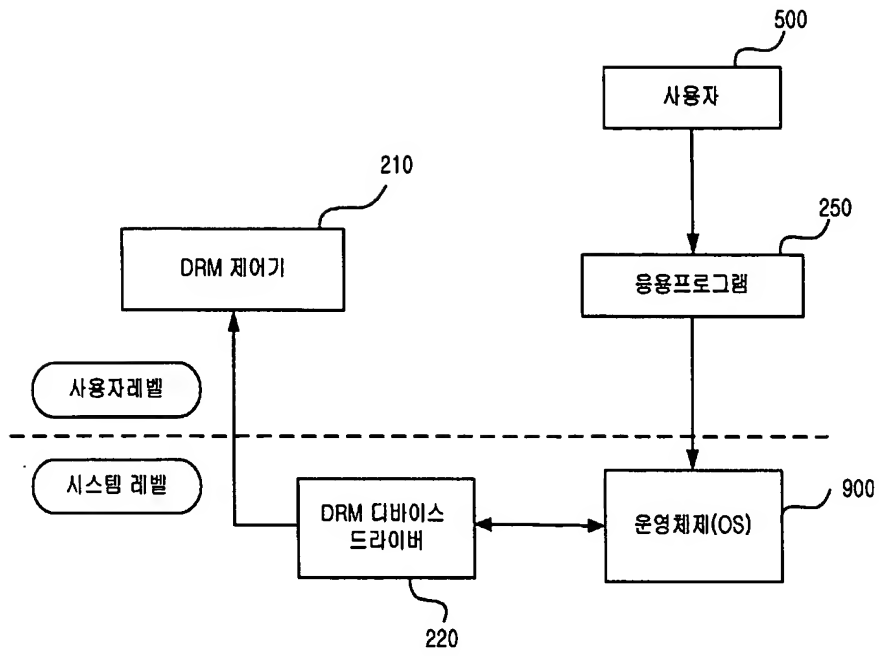 500
사용자
210
250
DRM 제어기
응용프로그램
사용자레벨
시스템 레벨
DRM 디바이스
드라이버
운영체제(OS)
900
220